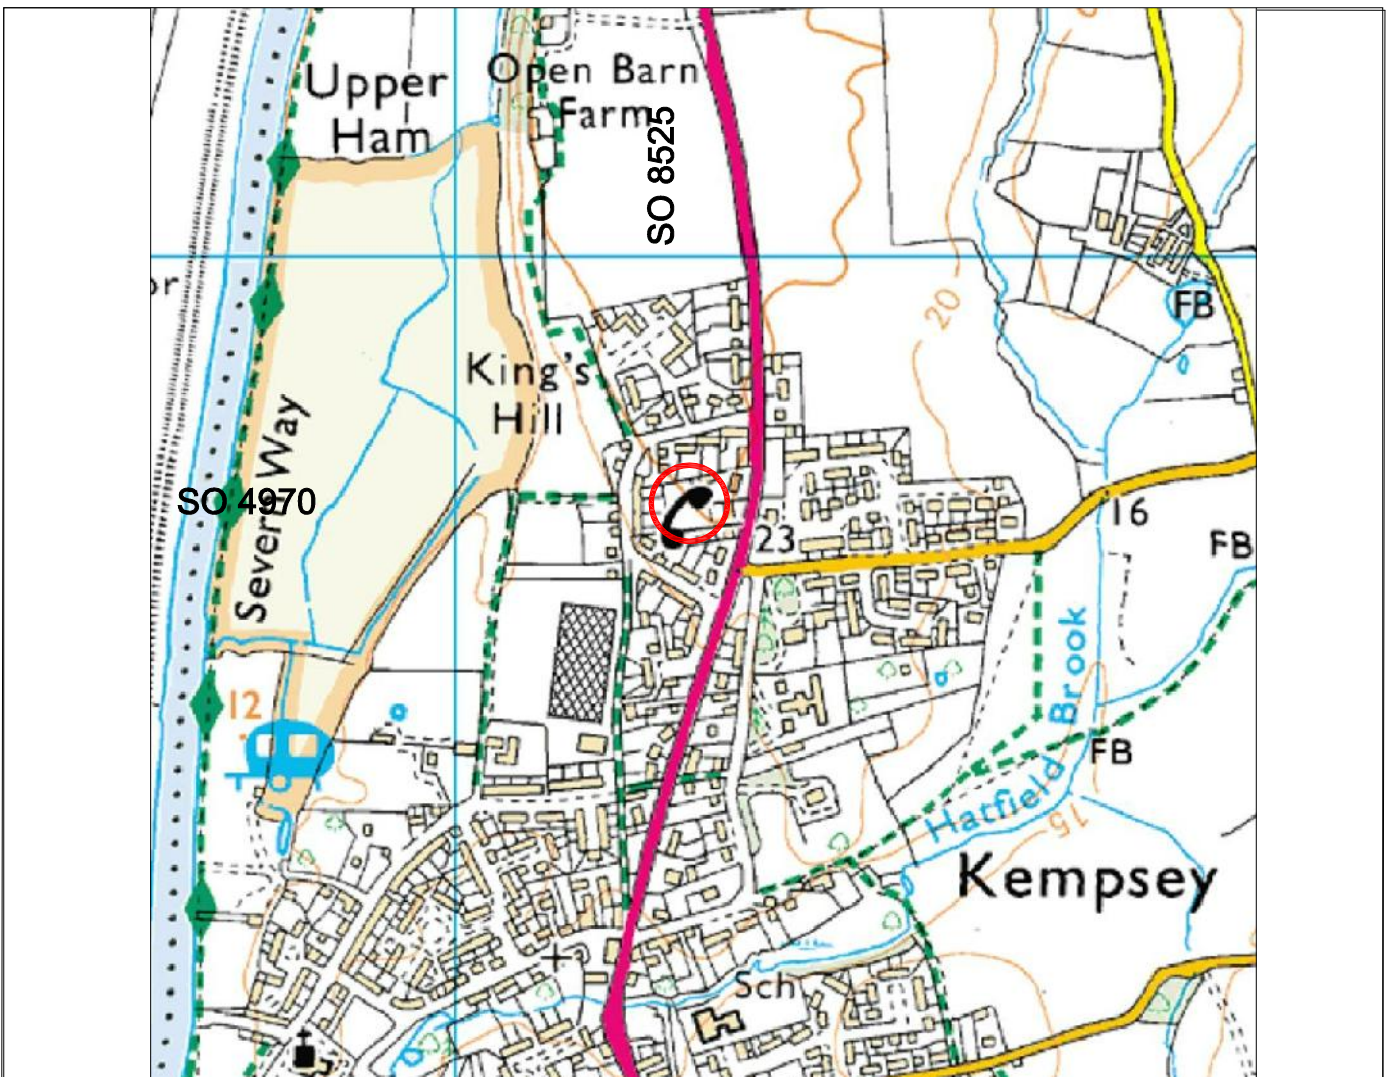 Upper
Ham
Open Barn
Farm
SO 8525
FB
20
King's
Hill
Severn Way
SO 4970
23
16
FB
Brook
12
FB
Hatfield
15
Kempsey
Sch